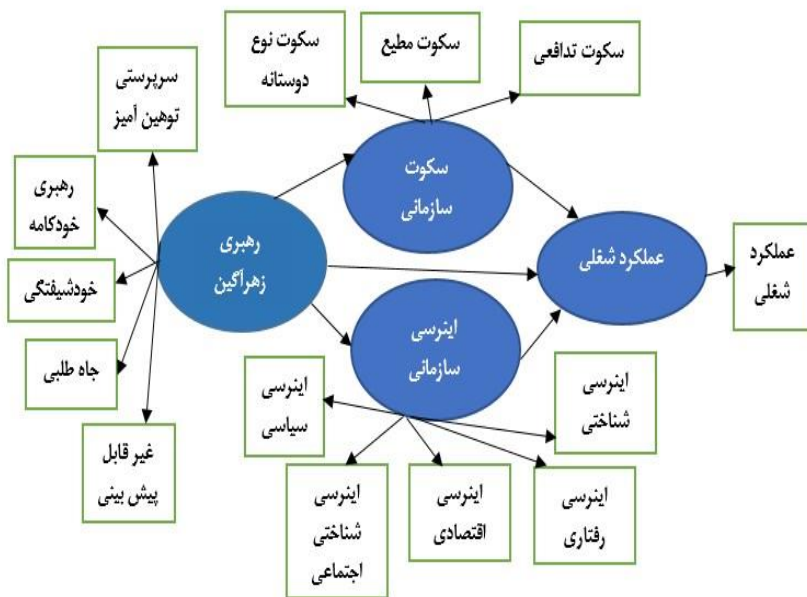 سکوت تدافعی
سکوت مطیع
سکوت نوع
دوستانه
سرپرستی
توهین آمیز
رهبری
خودکامه
خودشیفتگی
جاه طلبی
غیر قابل
پیش بینی
سکوت
سازمانی
رهبری
زهرآگین
عملکرد شغلی
عملکرد
شغلی
اینرسی
سازمانی
اینرسی
شناختی
اینرسی
سیاسی
اینرسی
رفتاری
اینرسی
اقتصادی
اینرسی
شناختی
اجتماعی